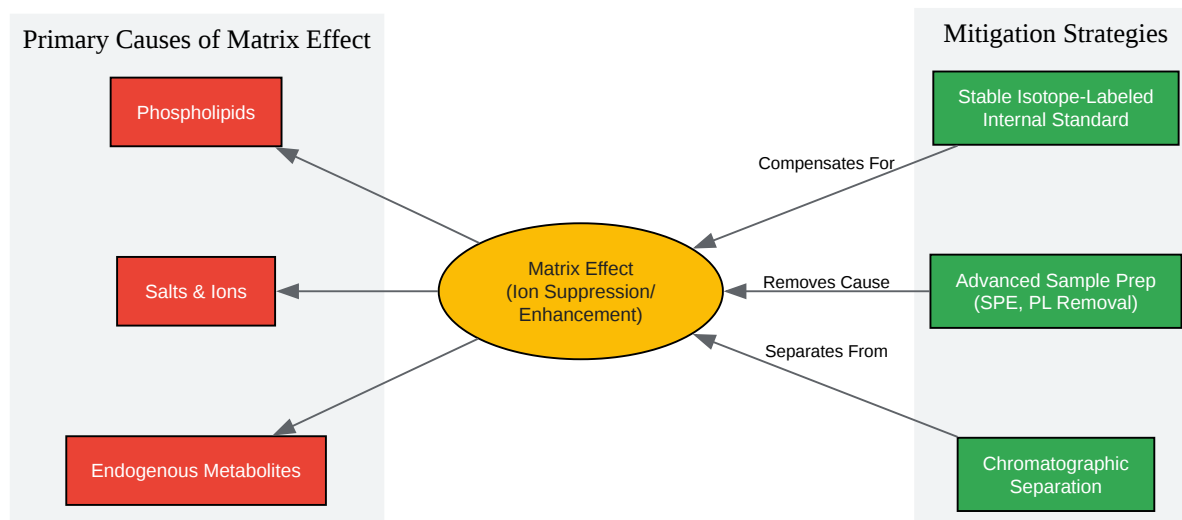 Primary Causes of Matrix Effect
Phospholipids
Salts & Ions
Endogenous Metabolites
Matrix Effect
(Ion Suppression/
Enhancement)
Compensates For
Removes Cause
Separates From
Mitigation Strategies
Stable Isotope-Labeled
Internal Standard
Advanced Sample Prep
(SPE, PL Removal)
Chromatographic
Separation